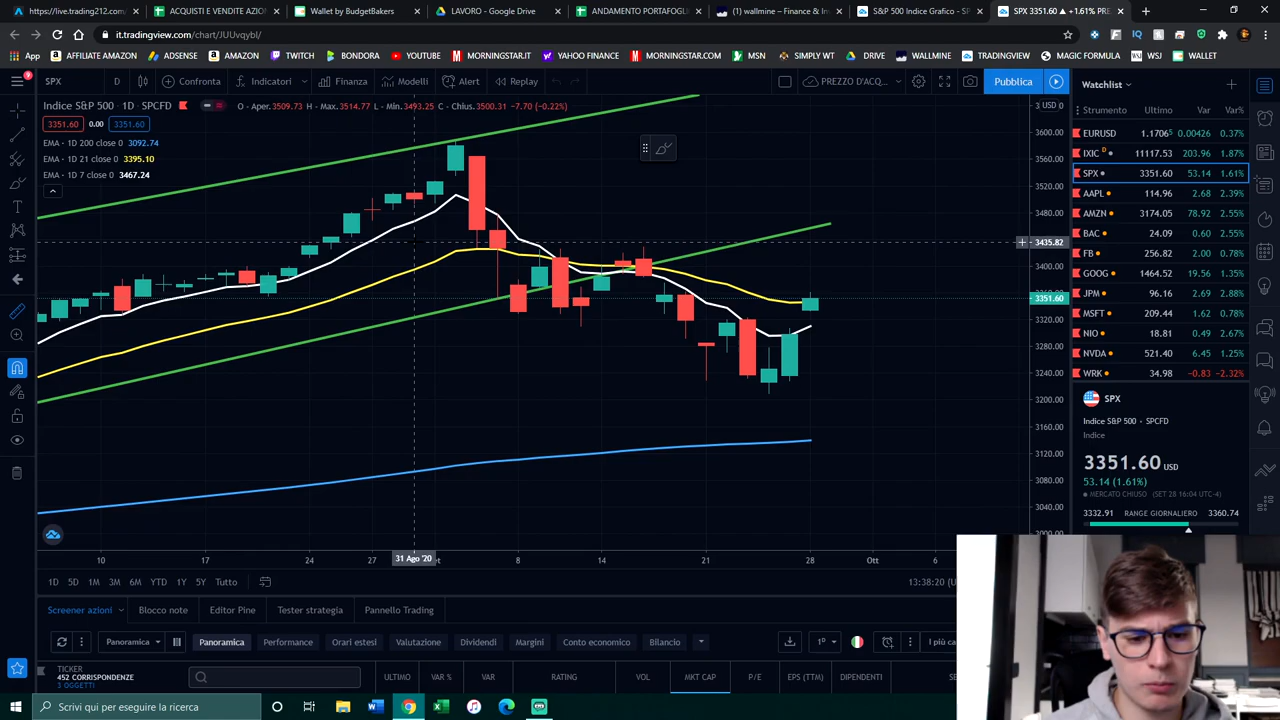 https://live.trading212.com
ACQUISTI E VENDITE AZION
Wallet by BudgetBakers
LAVORO - Google Drive
ANDAMENTO PORTAFOGL
(1) wallmine – Finance & Inv
S&P 500 Indice Grafico - SP
SPX 3351.60 ▲ +1.61% PRE
it.tradingview.com/chart/JUUvqybl/
AFFILIATE AMAZON
ADSENSE
TWITCH
BONDORA
MORNINGSTAR.IT
YAHOO FINANCE
MORNINGSTAR.COM
MSN
SIMPLY WT
DRIVE
WALLMINE
TRADINGVIEW
MAGIC FORMULA
WSJ
WALLET
SPX
D
Confronta
Indicatori
Finanza
Modelli
Alert
Replay
PREZZO D'ACQ...
Pubblica
Indice S&P 500 · 1D · SPCFD
O - Aper.3509.73 H - Max.3514.77 L - Min.3493.25 C - Chius.3500.31 −7.70 (−0.22%)
3351.60 0.00 3351.60
EMA - 1D 200 close 0 3092.74
EMA - 1D 21 close 0 3395.10
EMA - 1D 7 close 0 3467.24
USD
3600.00
3560.00
3520.00
3480.00
3435.82
3400.00
3351.60
3320.00
3280.00
3240.00
3200.00
3160.00
3120.00
3080.00
3040.00
10
17
24
27
31 Ago '20
8
14
21
28
Ott
6
1D 5D 1M 3M 6M YTD 1Y 5Y Tutto
13:38:20 (U
Watchlist
Strumento Ultimo Var Var%
EURUSD 1.1706⁵ 0.00426 0.37%
IXIC D 11117.53 203.96 1.87%
SPX 3351.60 53.14 1.61%
AAPL 114.96 2.68 2.39%
AMZN 3174.05 78.92 2.55%
BAC 24.09 0.60 2.55%
FB 256.82 2.00 0.78%
GOOG 1464.52 19.56 1.35%
JPM 96.16 2.69 2.88%
MSFT 209.44 1.62 0.78%
NIO 18.81 0.49 2.67%
NVDA 521.40 6.45 1.25%
WRK 34.98 −0.83 −2.32%
SPX
Indice S&P 500 · SPCFD
Indice
3351.60 USD
53.14 (1.61%)
MERCATO CHIUSO (SET 28 16:04 UTC-4)
3332.91 RANGE GIORNALIERO 3360.74
Screener azioni
Blocco note
Editor Pine
Tester strategia
Pannello Trading
Panoramica
Panoramica
Performance
Orari estesi
Valutazione
Dividendi
Margini
Conto economico
Bilancio
1D
I più cap
TICKER
452 CORRISPONDENZE
3 OGGETTI
ULTIMO
VAR %
VAR
RATING
VOL
MKT CAP
P/E
EPS (TTM)
DIPENDENTI
Scrivi qui per eseguire la ricerca